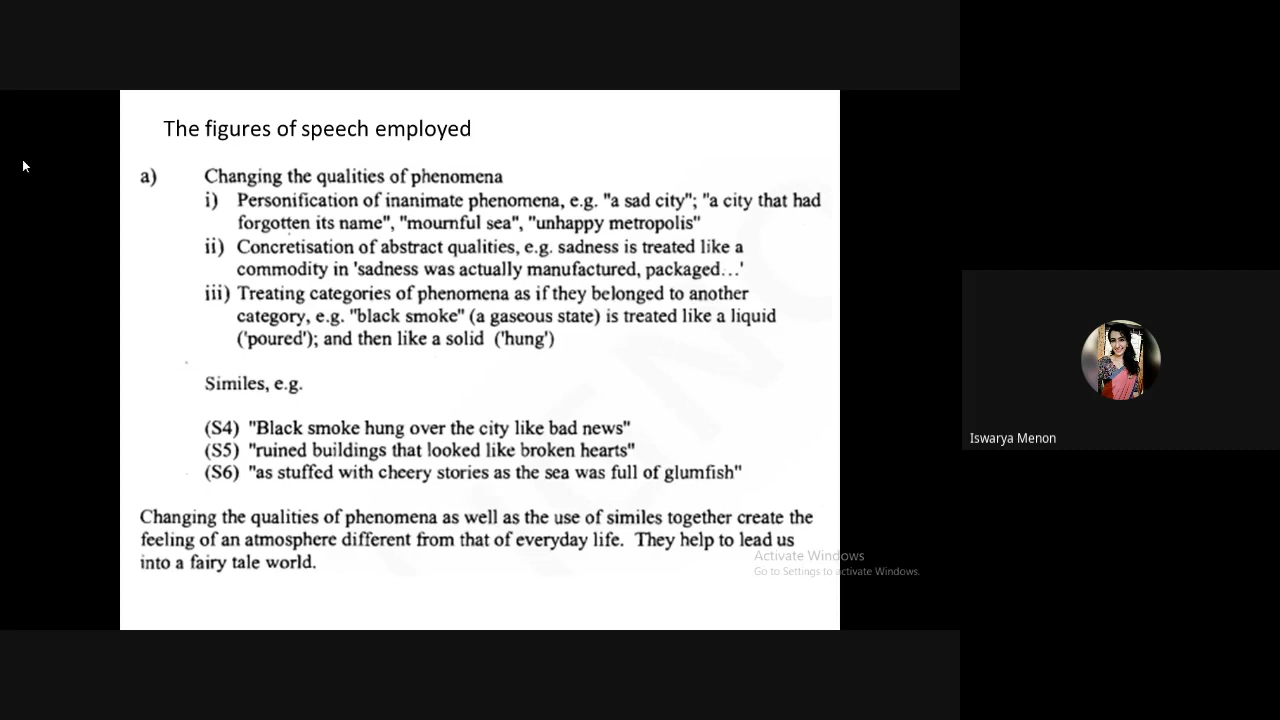 The figures of speech employed
a) Changing the qualities of phenomena
i) Personification of inanimate phenomena, e.g. "a sad city"; "a city that had
forgotten its name", "mournful sea", "unhappy metropolis"
ii) Concretisation of abstract qualities, e.g. sadness is treated like a
commodity in 'sadness was actually manufactured, packaged…'
iii) Treating categories of phenomena as if they belonged to another
category, e.g. "black smoke" (a gaseous state) is treated like a liquid
('poured'); and then like a solid ('hung')
Similes, e.g.
(S4) "Black smoke hung over the city like bad news"
(S5) "ruined buildings that looked like broken hearts"
(S6) "as stuffed with cheery stories as the sea was full of glumfish"
Changing the qualities of phenomena as well as the use of similes together create the
feeling of an atmosphere different from that of everyday life. They help to lead us
into a fairy tale world.
Activate Windows
Go to Settings to activate Windows.
Iswarya Menon